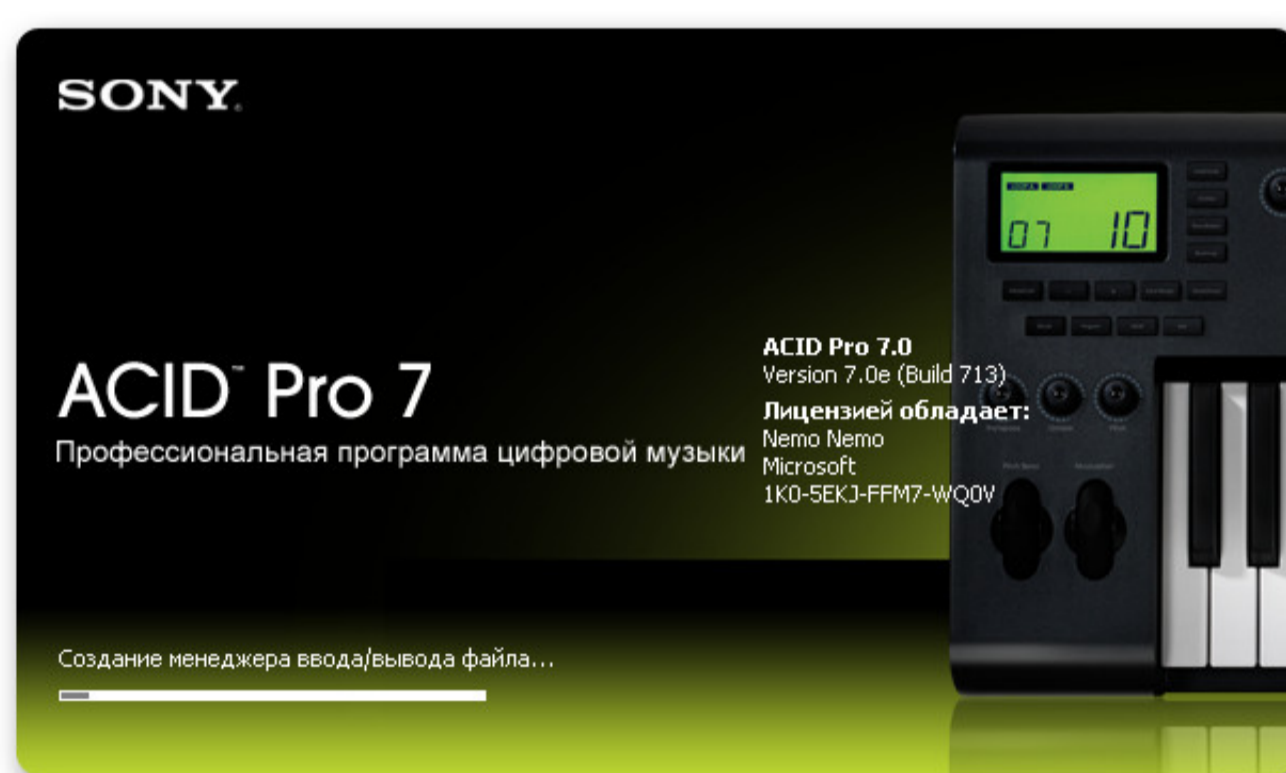 SONY
ACID™ Pro 7
Профессиональная программа цифровой музыки
ACID Pro 7.0
Version 7.0e (Build 713)
Лицензией обладает:
Nemo Nemo
Microsoft
1K0-5EKJ-FFM7-WQ0V
Создание менеджера ввода/вывода файла...
07 10